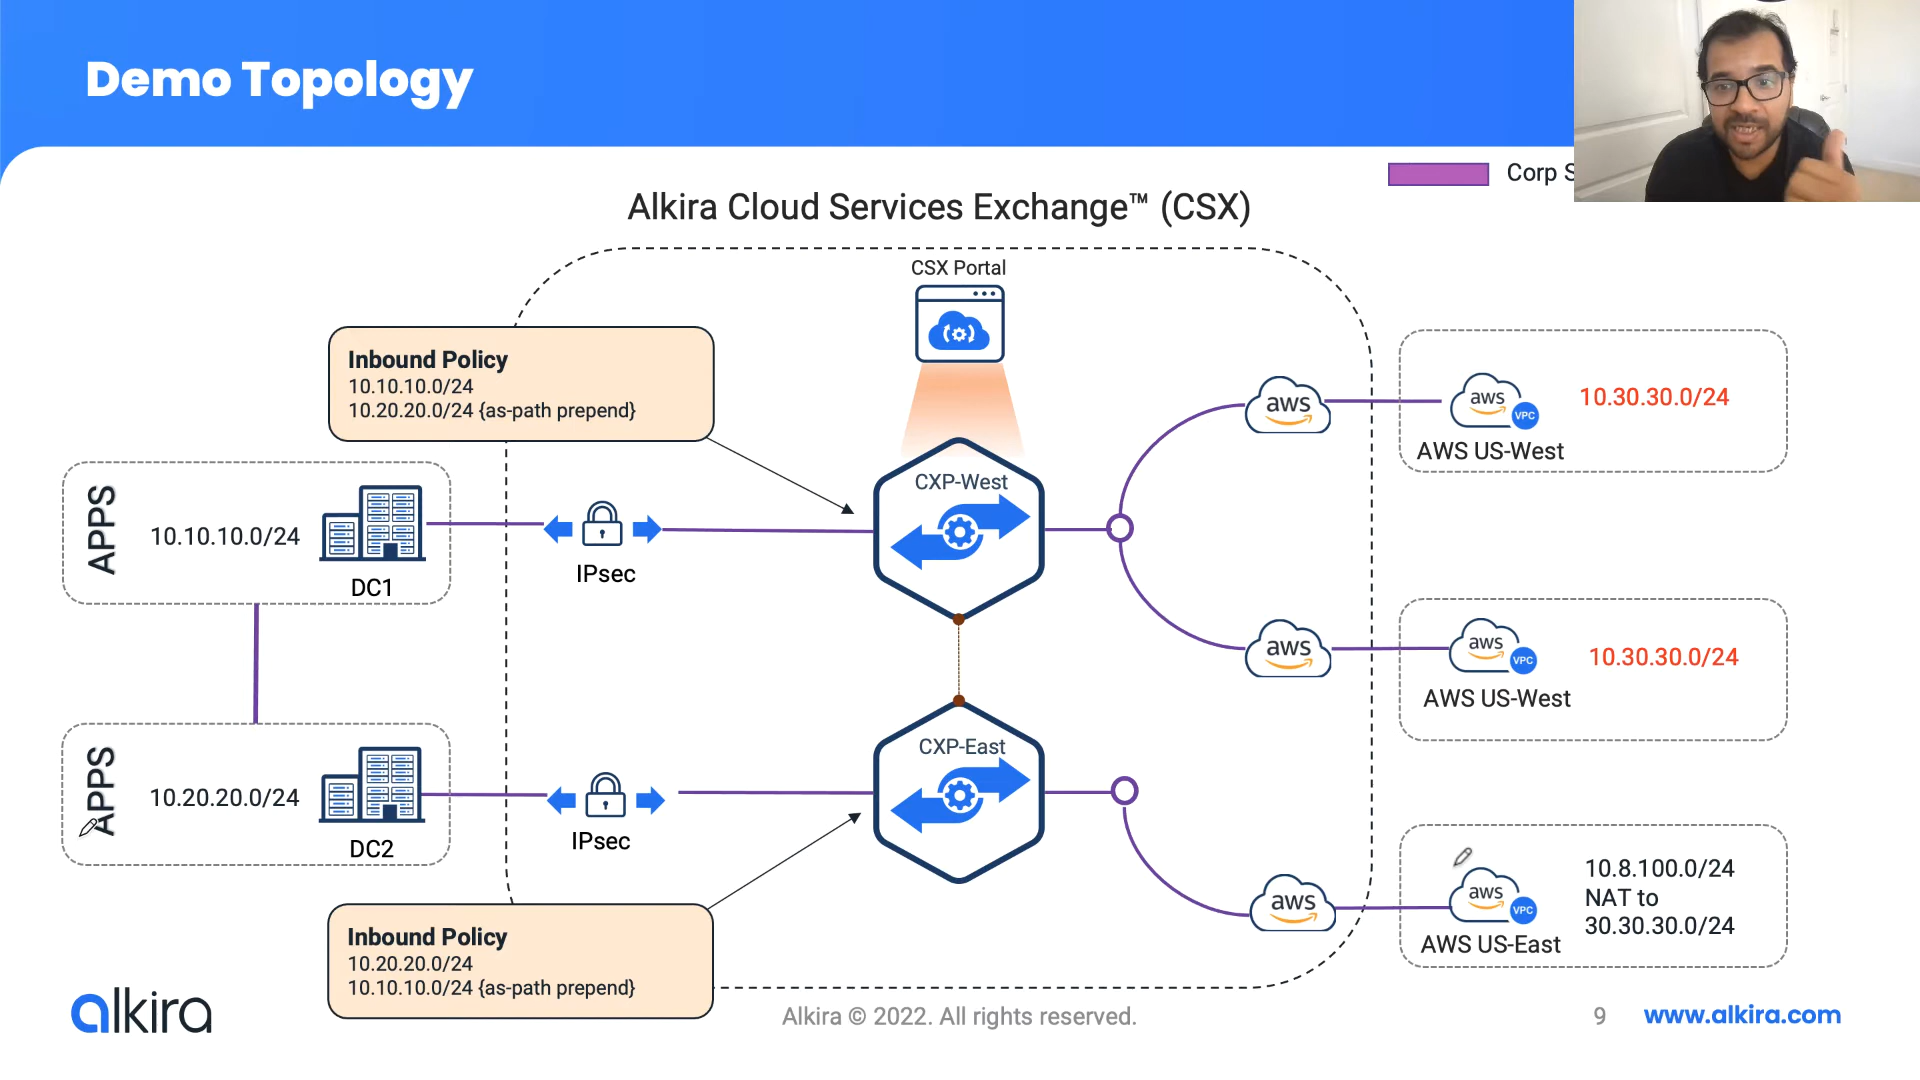 Demo Topology
Corp S
Alkira Cloud Services Exchange™ (CSX)
CSX Portal
Inbound Policy
10.10.10.0/24
10.20.20.0/24 {as-path prepend}
aws
aws
VPC
10.30.30.0/24
AWS US-West
CXP-West
APPS
10.10.10.0/24
DC1
IPsec
aws
aws
VPC
10.30.30.0/24
AWS US-West
CXP-East
APPS
10.20.20.0/24
DC2
IPsec
aws
aws
VPC
10.8.100.0/24
NAT to
30.30.30.0/24
AWS US-East
Inbound Policy
10.20.20.0/24
10.10.10.0/24 {as-path prepend}
alkira
Alkira © 2022. All rights reserved.
9
www.alkira.com